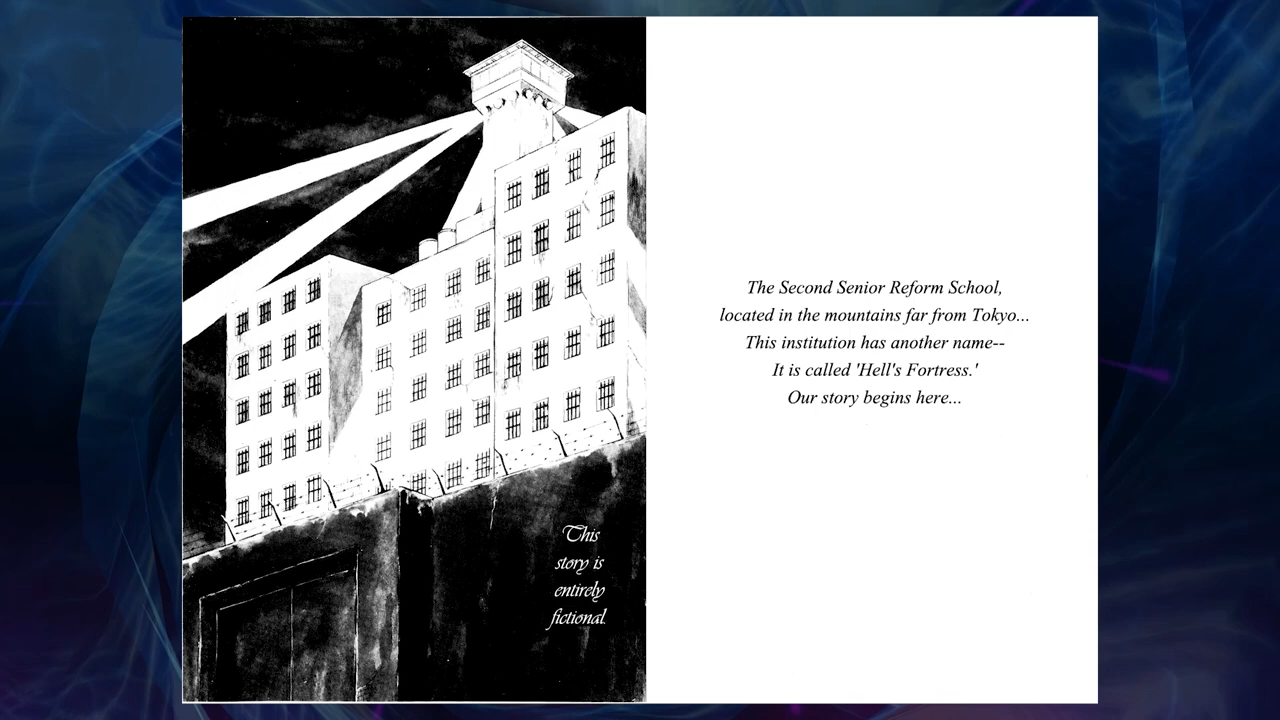 This
story is
entirely
fictional.
The Second Senior Reform School,
located in the mountains far from Tokyo...
This institution has another name--
It is called 'Hell's Fortress.'
Our story begins here...